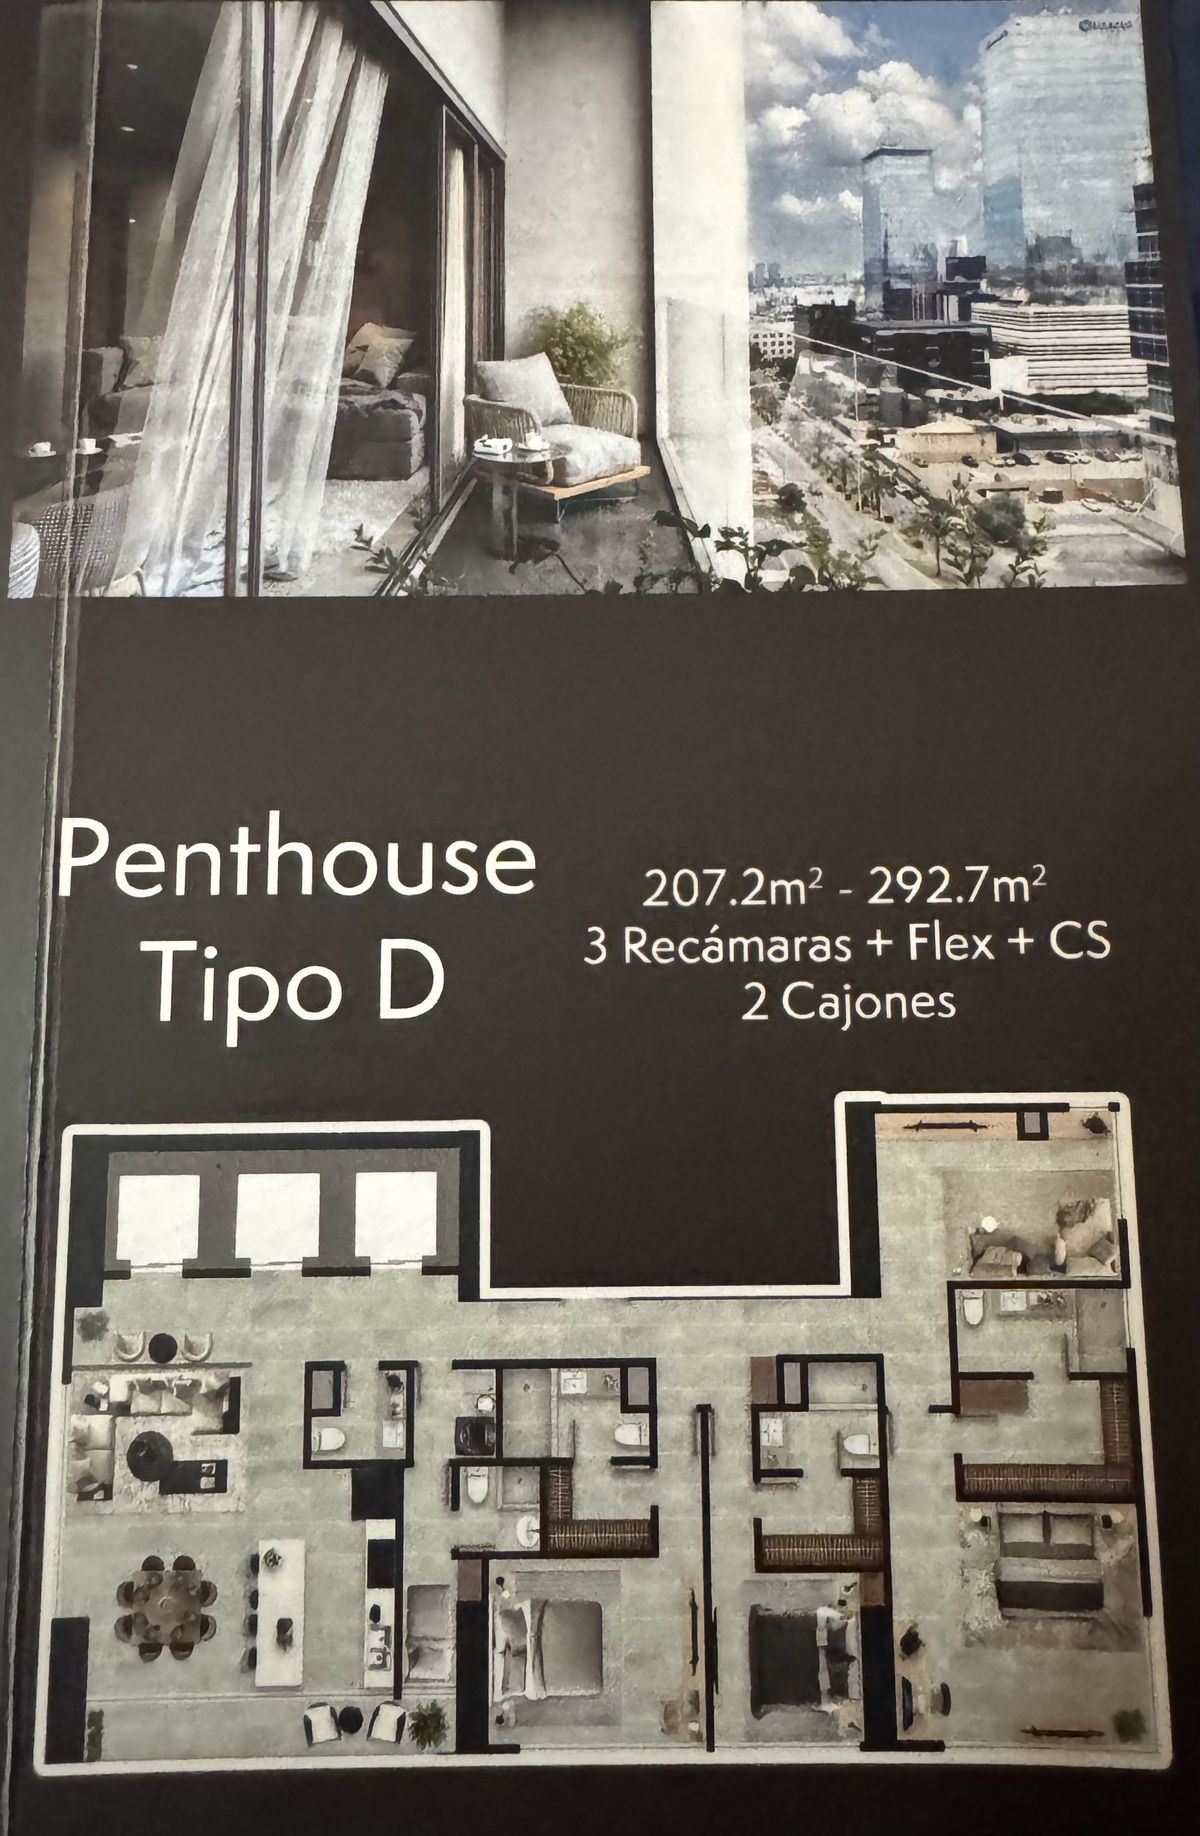 Penthouse
Tipo D
207.2m² - 292.7m²
3 Recámaras + Flex + CS
2 Cajones